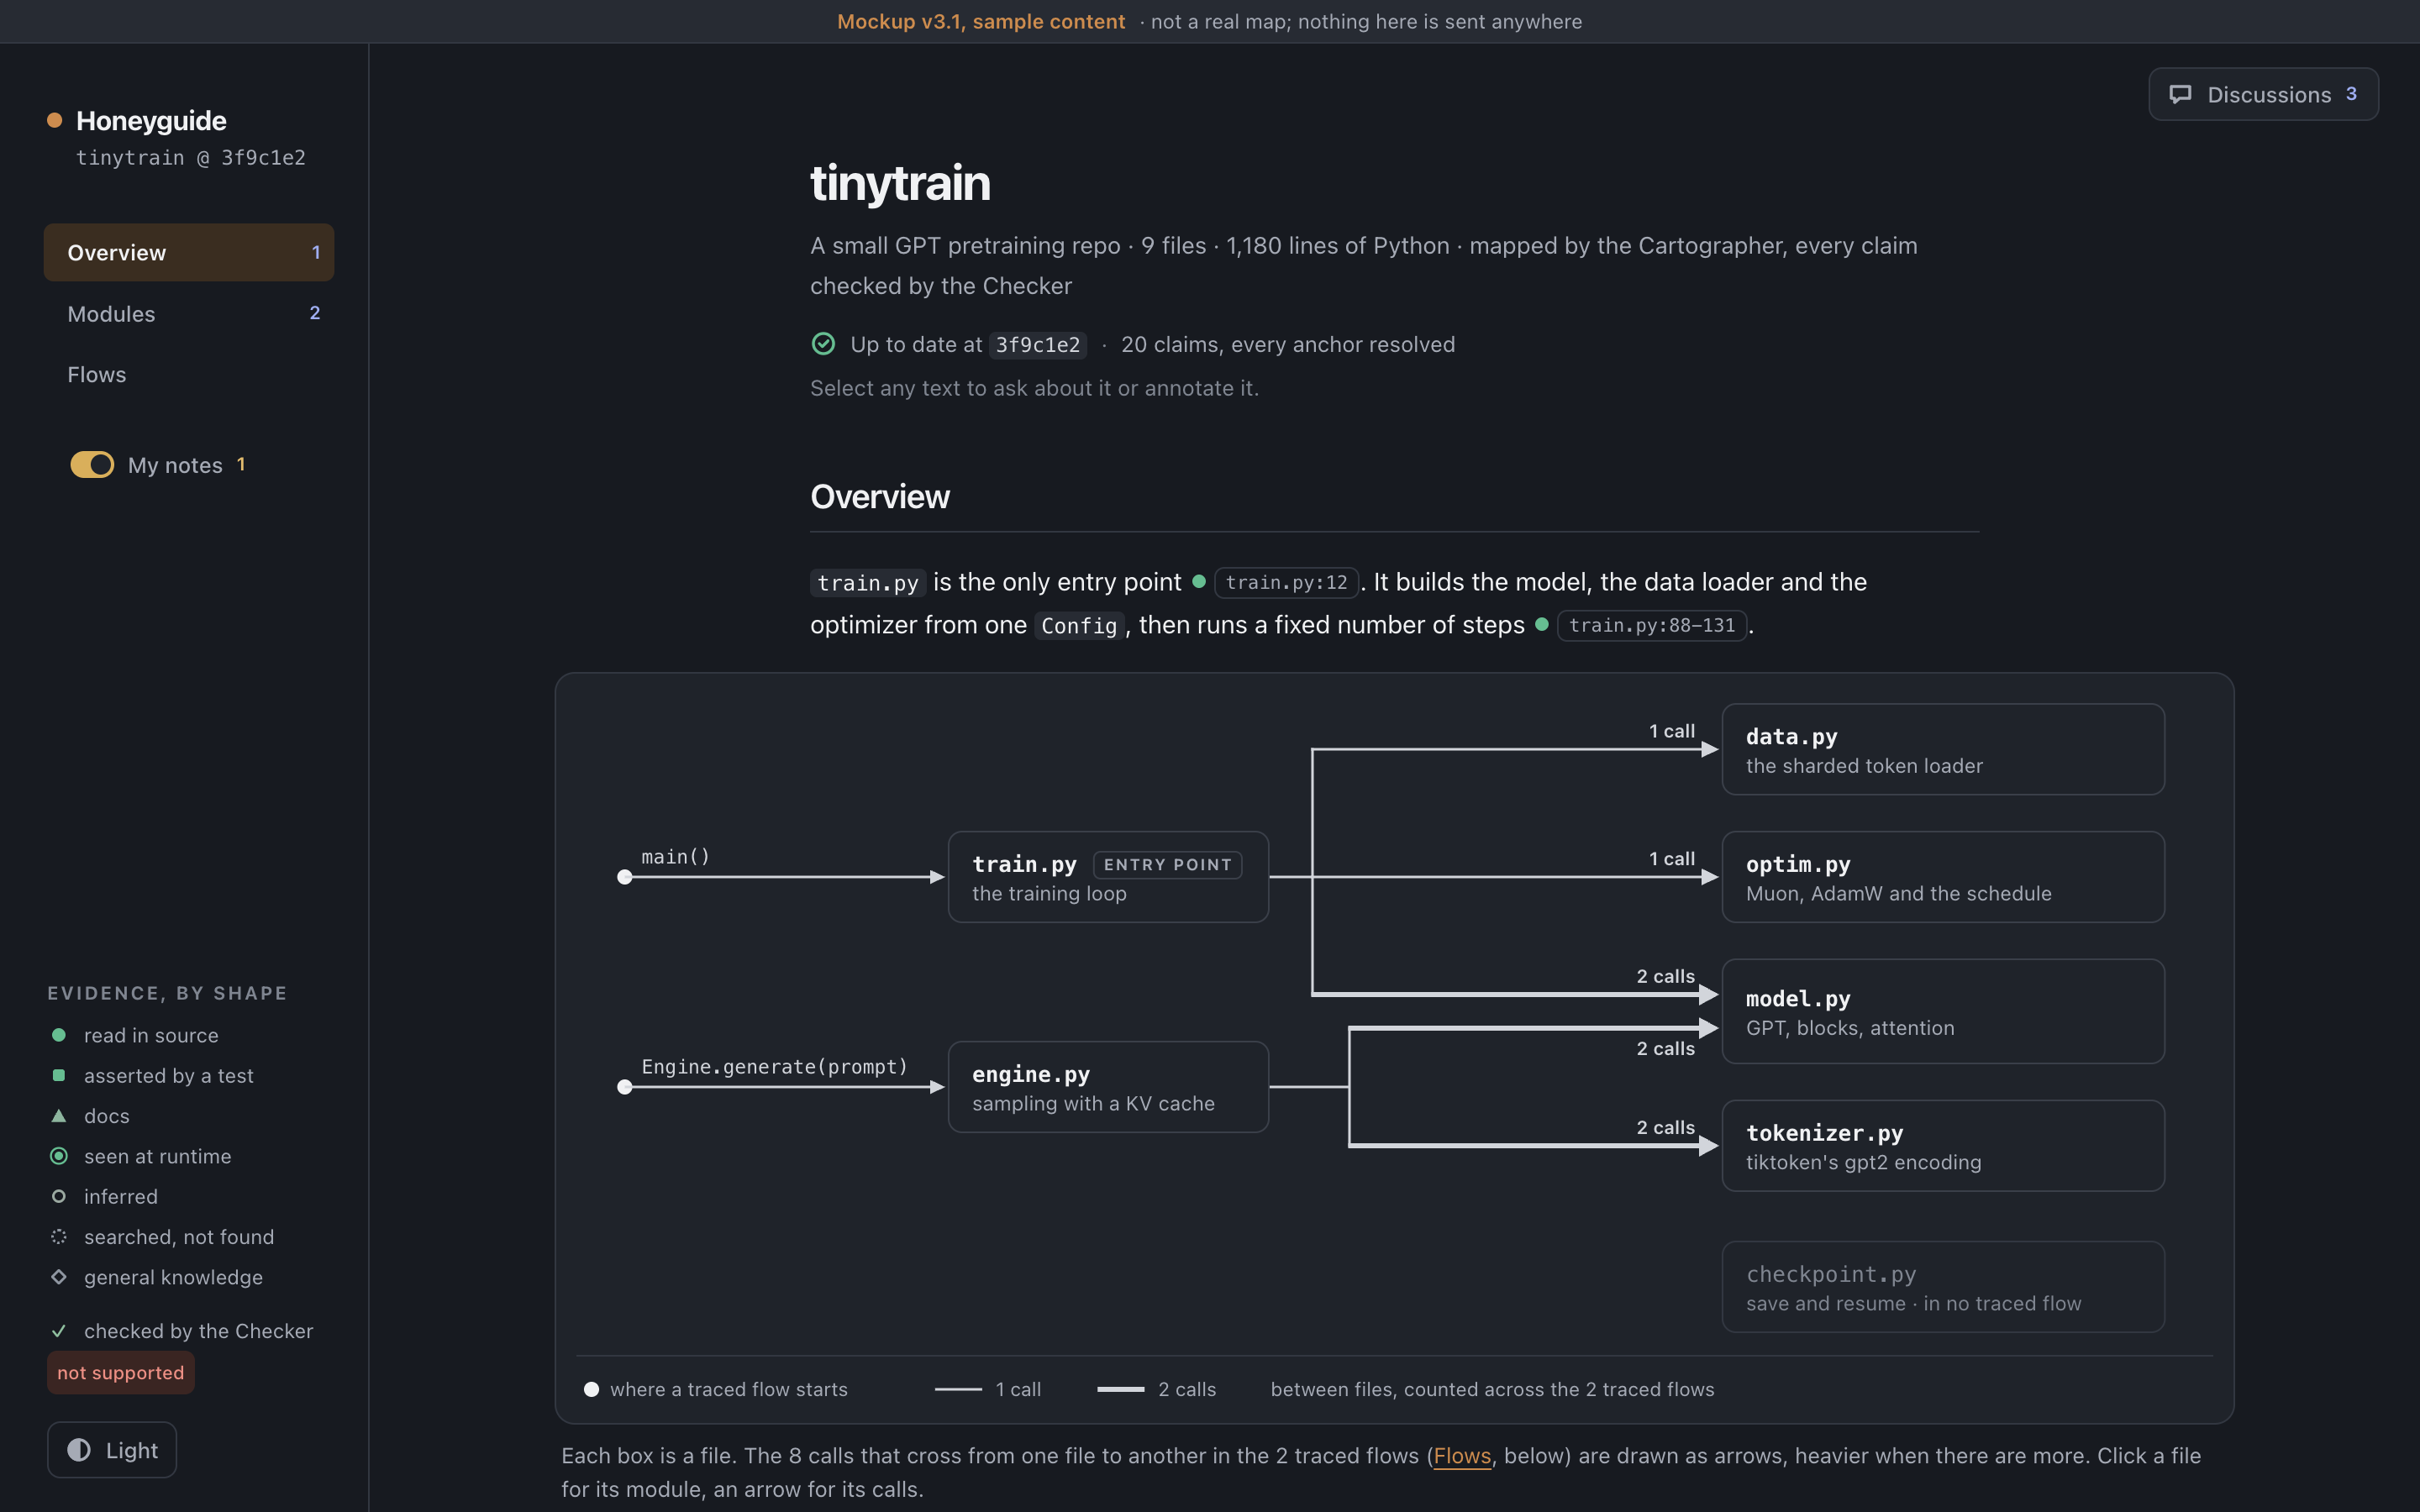 Mockup v3.1, sample content · not a real map; nothing here is sent anywhere
Honeyguide
tinytrain @ 3f9c1e2
Overview 1
Modules 2
Flows
My notes 1
EVIDENCE, BY SHAPE
read in source
asserted by a test
docs
seen at runtime
inferred
searched, not found
general knowledge
checked by the Checker
not supported
Light
Discussions 3
tinytrain
A small GPT pretraining repo · 9 files · 1,180 lines of Python · mapped by the Cartographer, every claim
checked by the Checker
Up to date at 3f9c1e2 · 20 claims, every anchor resolved
Select any text to ask about it or annotate it.
Overview
train.py is the only entry point train.py:12. It builds the model, the data loader and the
optimizer from one Config, then runs a fixed number of steps train.py:88–131.
main()
train.py ENTRY POINT
the training loop
Engine.generate(prompt)
engine.py
sampling with a KV cache
1 call
data.py
the sharded token loader
1 call
optim.py
Muon, AdamW and the schedule
2 calls
model.py
GPT, blocks, attention
2 calls
2 calls
tokenizer.py
tiktoken's gpt2 encoding
checkpoint.py
save and resume · in no traced flow
where a traced flow starts 1 call 2 calls between files, counted across the 2 traced flows
Each box is a file. The 8 calls that cross from one file to another in the 2 traced flows (Flows, below) are drawn as arrows, heavier when there are more. Click a file
for its module, an arrow for its calls.